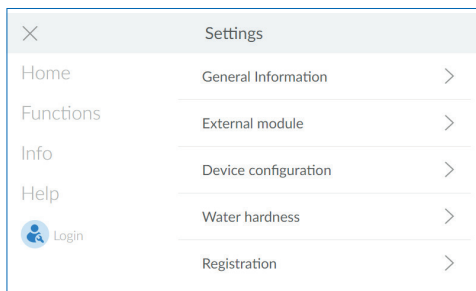 Settings
Home
Functions
Info
Help
Login
General Information
External module
Device configuration
Water hardness
Registration